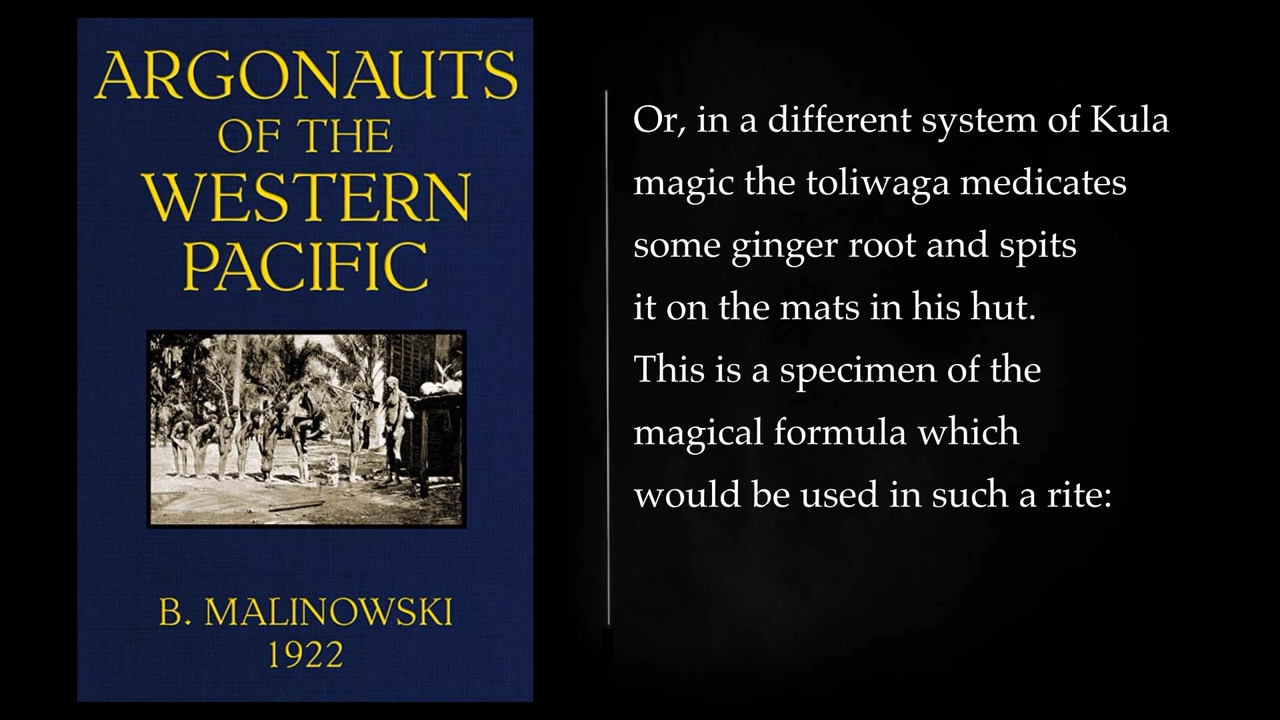 ARGONAUTS
OF THE
WESTERN
PACIFIC
B. MALINOWSKI
1922
Or, in a different system of Kula
magic the toliwaga medicates
some ginger root and spits
it on the mats in his hut.
This is a specimen of the
magical formula which
would be used in such a rite: